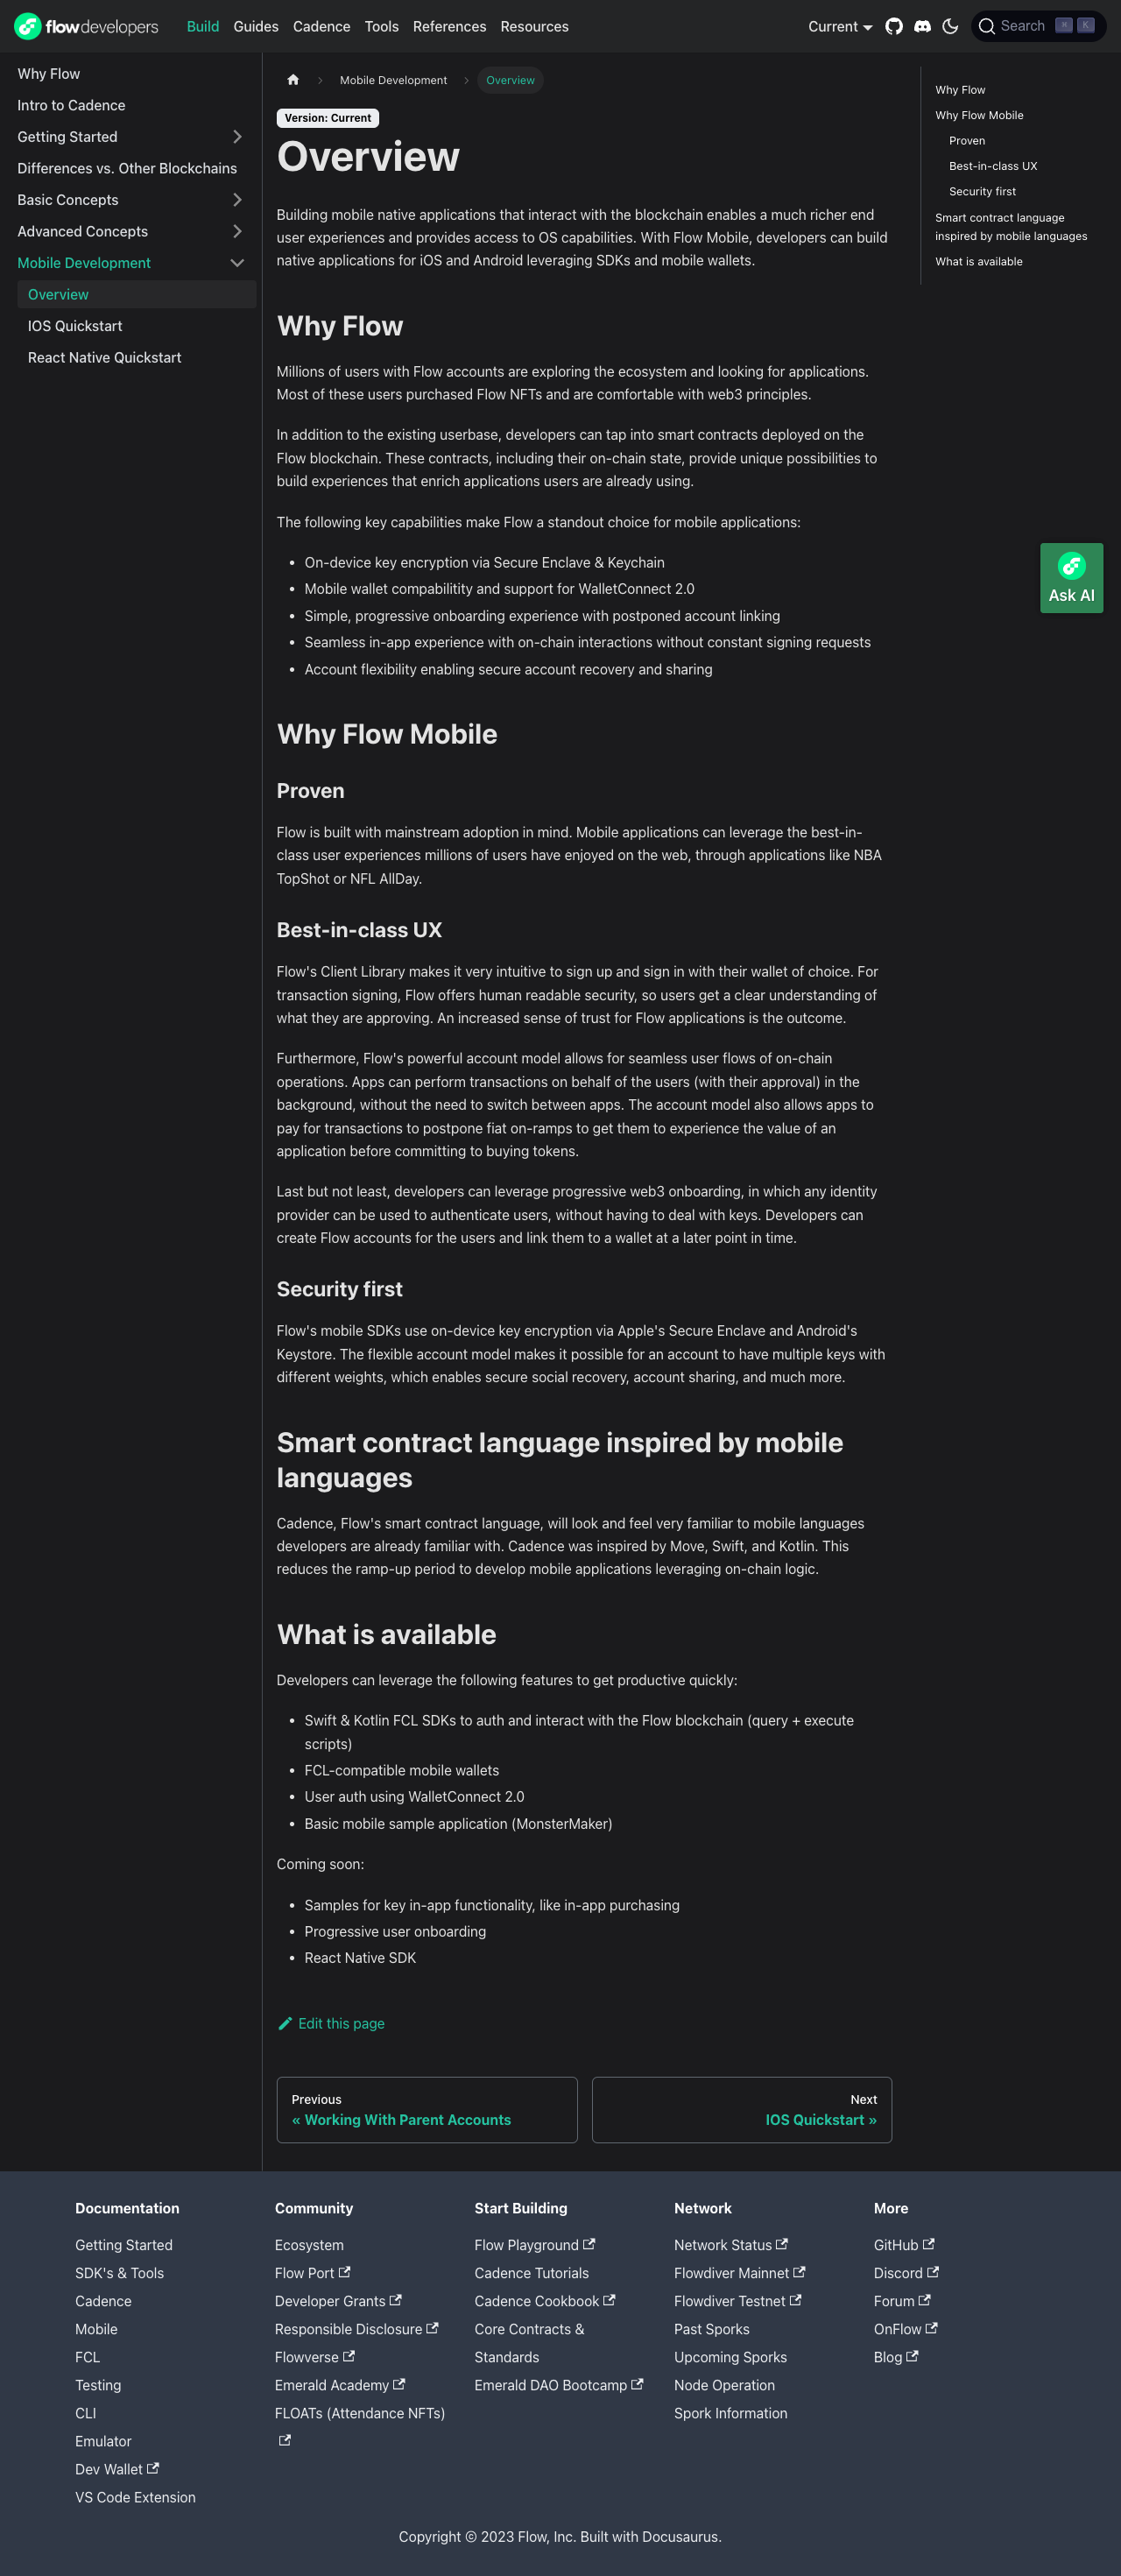 flowdevelopers
Build
Guides
Cadence
Tools
References
Resources
Current
Search
⌘
K
Why Flow
Intro to Cadence
Getting Started
Differences vs. Other Blockchains
Basic Concepts
Advanced Concepts
Mobile Development
Overview
IOS Quickstart
React Native Quickstart
Mobile Development
Overview
Version: Current
Overview
Building mobile native applications that interact with the blockchain enables a much richer end
user experiences and provides access to OS capabilities. With Flow Mobile, developers can build
native applications for iOS and Android leveraging SDKs and mobile wallets.
Why Flow
Millions of users with Flow accounts are exploring the ecosystem and looking for applications.
Most of these users purchased Flow NFTs and are comfortable with web3 principles.
In addition to the existing userbase, developers can tap into smart contracts deployed on the
Flow blockchain. These contracts, including their on-chain state, provide unique possibilities to
build experiences that enrich applications users are already using.
The following key capabilities make Flow a standout choice for mobile applications:
• On-device key encryption via Secure Enclave & Keychain
• Mobile wallet compabilitity and support for WalletConnect 2.0
• Simple, progressive onboarding experience with postponed account linking
• Seamless in-app experience with on-chain interactions without constant signing requests
• Account flexibility enabling secure account recovery and sharing
Why Flow Mobile
Proven
Flow is built with mainstream adoption in mind. Mobile applications can leverage the best-in-
class user experiences millions of users have enjoyed on the web, through applications like NBA
TopShot or NFL AllDay.
Best-in-class UX
Flow's Client Library makes it very intuitive to sign up and sign in with their wallet of choice. For
transaction signing, Flow offers human readable security, so users get a clear understanding of
what they are approving. An increased sense of trust for Flow applications is the outcome.
Furthermore, Flow's powerful account model allows for seamless user flows of on-chain
operations. Apps can perform transactions on behalf of the users (with their approval) in the
background, without the need to switch between apps. The account model also allows apps to
pay for transactions to postpone fiat on-ramps to get them to experience the value of an
application before committing to buying tokens.
Last but not least, developers can leverage progressive web3 onboarding, in which any identity
provider can be used to authenticate users, without having to deal with keys. Developers can
create Flow accounts for the users and link them to a wallet at a later point in time.
Security first
Flow's mobile SDKs use on-device key encryption via Apple's Secure Enclave and Android's
Keystore. The flexible account model makes it possible for an account to have multiple keys with
different weights, which enables secure social recovery, account sharing, and much more.
Smart contract language inspired by mobile
languages
Cadence, Flow's smart contract language, will look and feel very familiar to mobile languages
developers are already familiar with. Cadence was inspired by Move, Swift, and Kotlin. This
reduces the ramp-up period to develop mobile applications leveraging on-chain logic.
What is available
Developers can leverage the following features to get productive quickly:
• Swift & Kotlin FCL SDKs to auth and interact with the Flow blockchain (query + execute
scripts)
• FCL-compatible mobile wallets
• User auth using WalletConnect 2.0
• Basic mobile sample application (MonsterMaker)
Coming soon:
• Samples for key in-app functionality, like in-app purchasing
• Progressive user onboarding
• React Native SDK
Edit this page
Previous
« Working With Parent Accounts
Next
IOS Quickstart »
Why Flow
Why Flow Mobile
Proven
Best-in-class UX
Security first
Smart contract language
inspired by mobile languages
What is available
Ask AI
Documentation
Getting Started
SDK's & Tools
Cadence
Mobile
FCL
Testing
CLI
Emulator
Dev Wallet
VS Code Extension
Community
Ecosystem
Flow Port
Developer Grants
Responsible Disclosure
Flowverse
Emerald Academy
FLOATs (Attendance NFTs)
Start Building
Flow Playground
Cadence Tutorials
Cadence Cookbook
Core Contracts &
Standards
Emerald DAO Bootcamp
Network
Network Status
Flowdiver Mainnet
Flowdiver Testnet
Past Sporks
Upcoming Sporks
Node Operation
Spork Information
More
GitHub
Discord
Forum
OnFlow
Blog
Copyright © 2023 Flow, Inc. Built with Docusaurus.